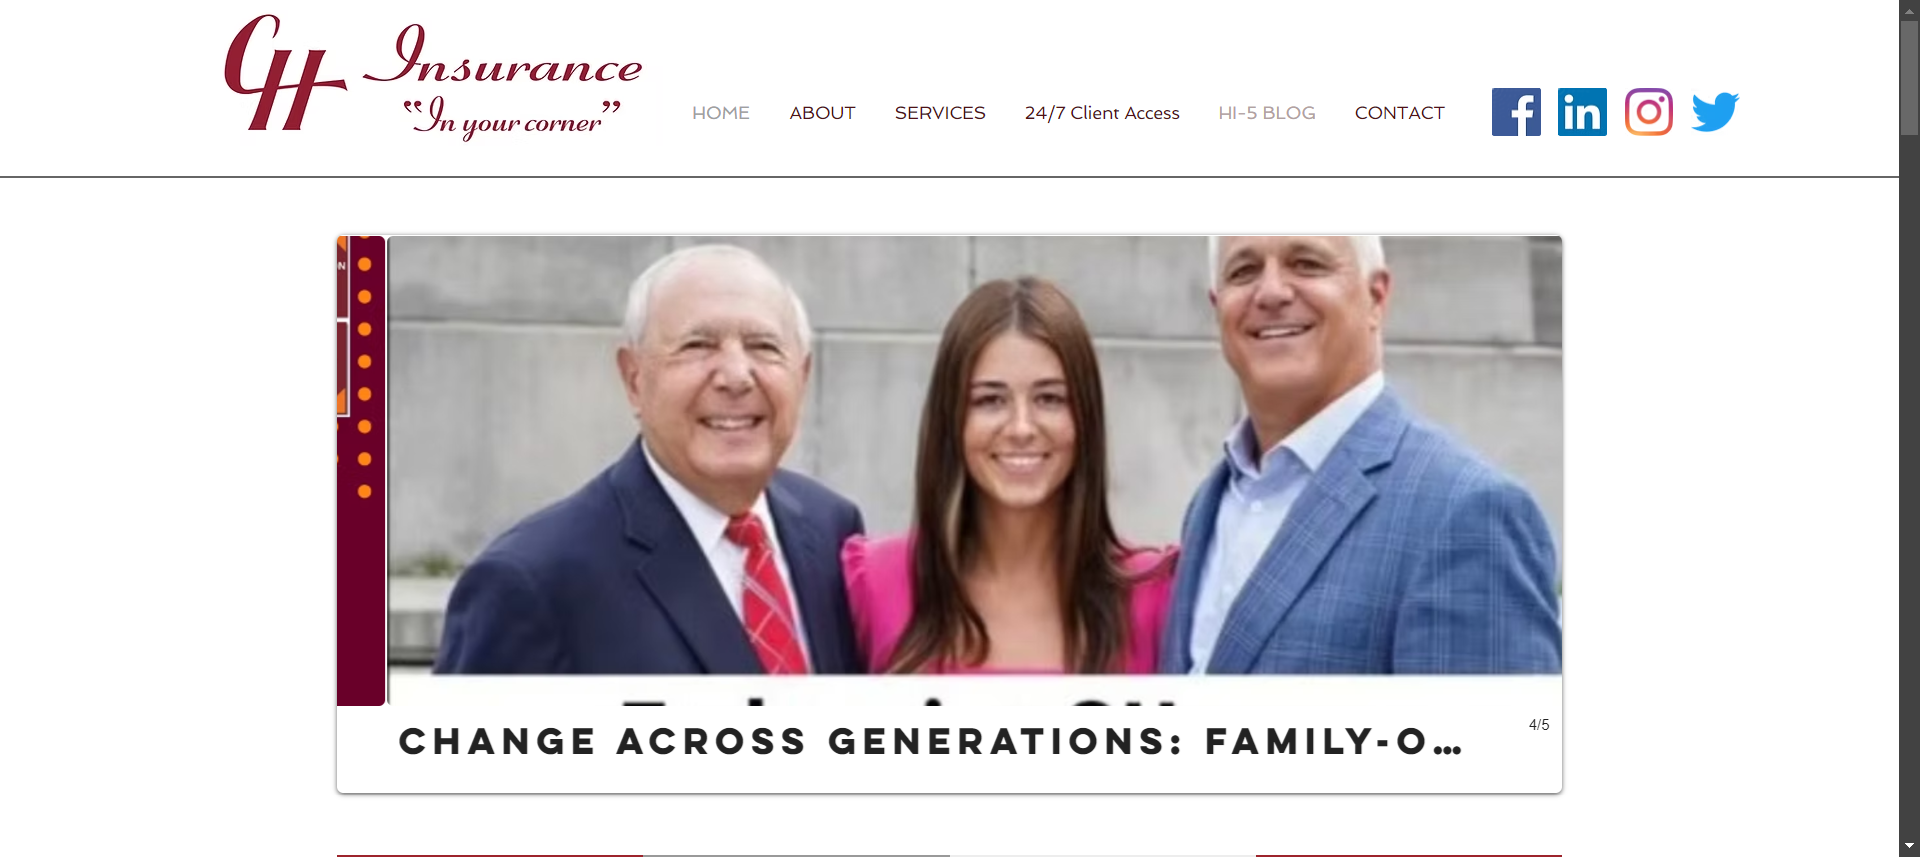 CH Insurance
"In your corner"
HOME ABOUT SERVICES 24/7 Client Access HI-5 BLOG CONTACT
f in
N
CHANGE ACROSS GENERATIONS: FAMILY-O...
4/5